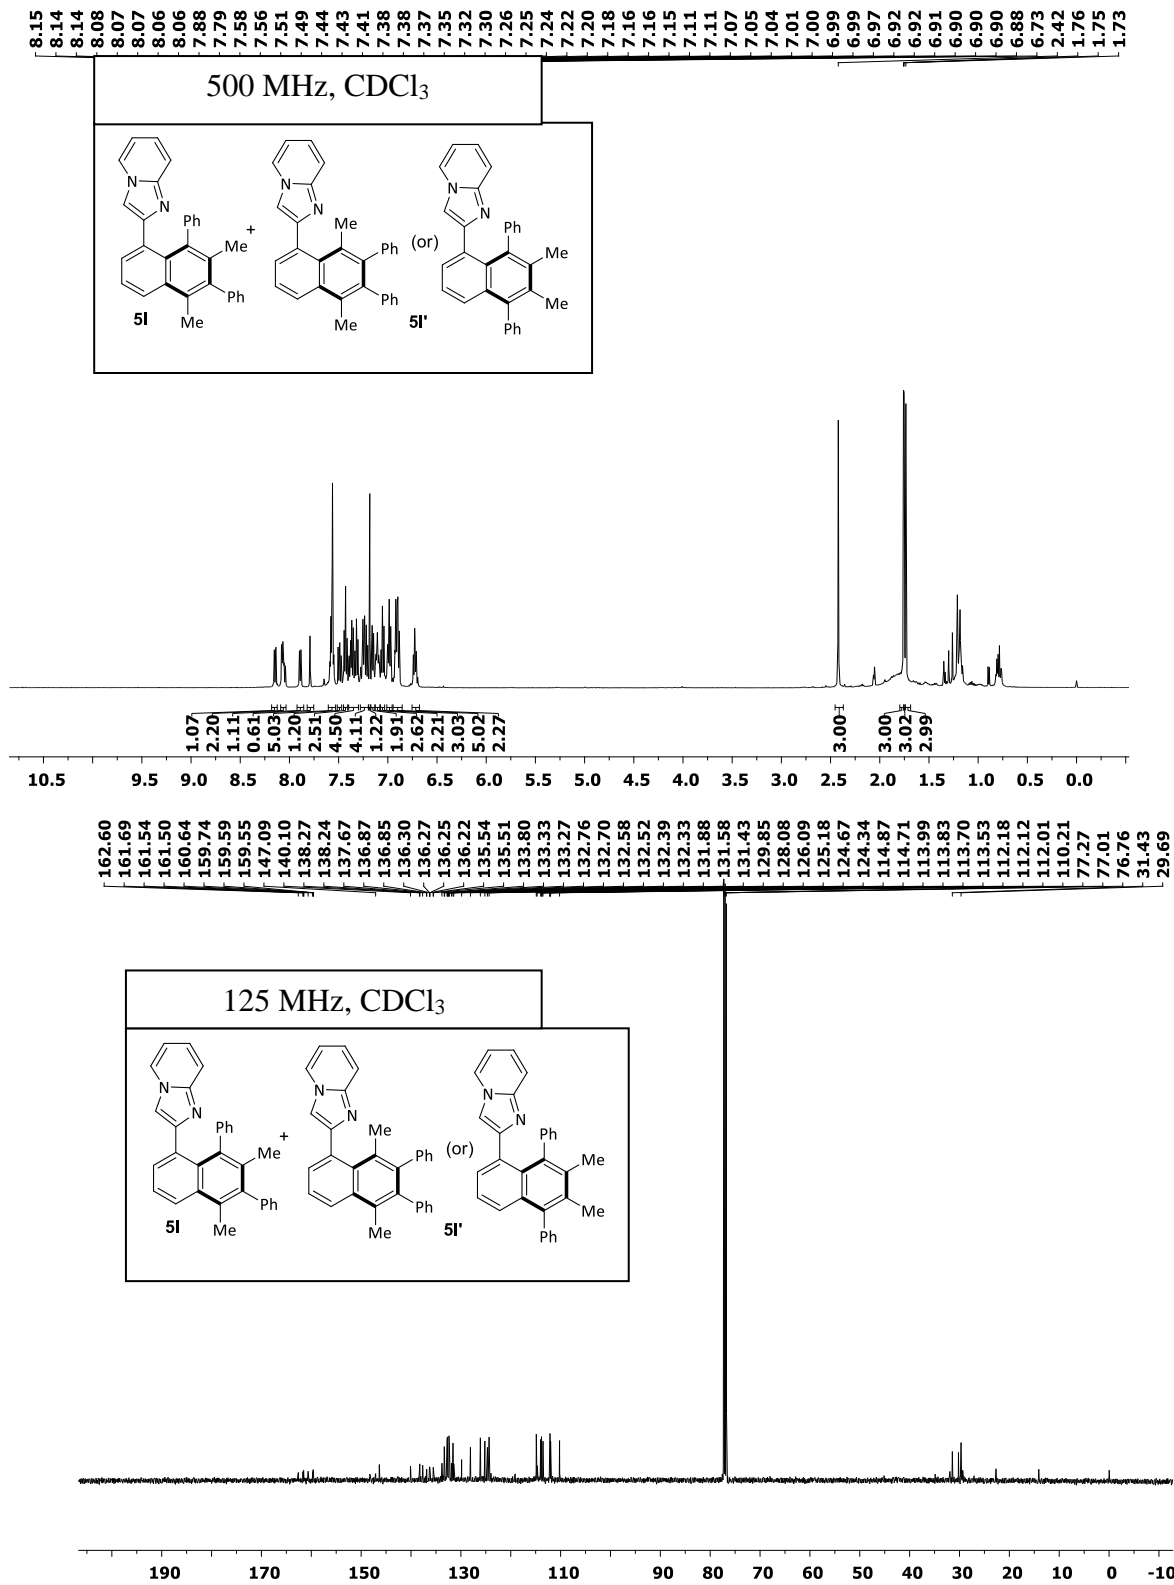 8.15 8.14 8.14 8.08 8.07 8.07 8.06 8.06 7.88 7.79 7.58 7.56 7.51 7.49 7.44 7.43 7.41 7.38 7.38 7.35 7.32 7.30 7.26 7.25 7.24 7.22 7.20 7.18 7.16 7.16 7.15 7.11 7.11 7.07 7.05 7.04 7.01 7.00 6.99 6.99 6.97 6.92 6.92 6.91 6.90 6.90 6.88 6.73 2.42 1.76 1.75 1.73
500 MHz, CDCl3
N N Ph Me Ph Me 5l
+
N N Me Ph Ph Me 5l'
(or)
N N Ph Me Me Ph
1.07 2.20 1.11 0.61 5.03 1.20 2.51 4.50 4.11 1.22 1.91 2.62 2.21 3.03 5.02 2.27 3.00 3.00 3.02 2.99
10.5 9.5 9.0 8.5 8.0 7.5 7.0 6.5 6.0 5.5 5.0 4.5 4.0 3.5 3.0 2.5 2.0 1.5 1.0 0.5 0.0
162.60 161.69 161.54 161.50 160.64 159.74 159.59 159.55 147.09 140.10 138.27 138.24 137.67 136.87 136.85 136.30 136.27 136.25 136.22 135.54 135.51 133.80 133.33 133.27 132.76 132.70 132.58 132.52 132.39 132.33 131.88 131.58 131.43 129.85 128.08 126.09 125.18 124.67 124.34 114.87 114.71 113.99 113.83 113.70 113.53 112.18 112.12 112.01 110.21 77.27 77.01 76.76 31.43 29.69
125 MHz, CDCl3
N N Ph Me Ph Me 5l
+
N N Me Ph Ph Me 5l'
(or)
N N Ph Me Me Ph
190 170 150 130 110 90 80 70 60 50 40 30 20 10 0 -10